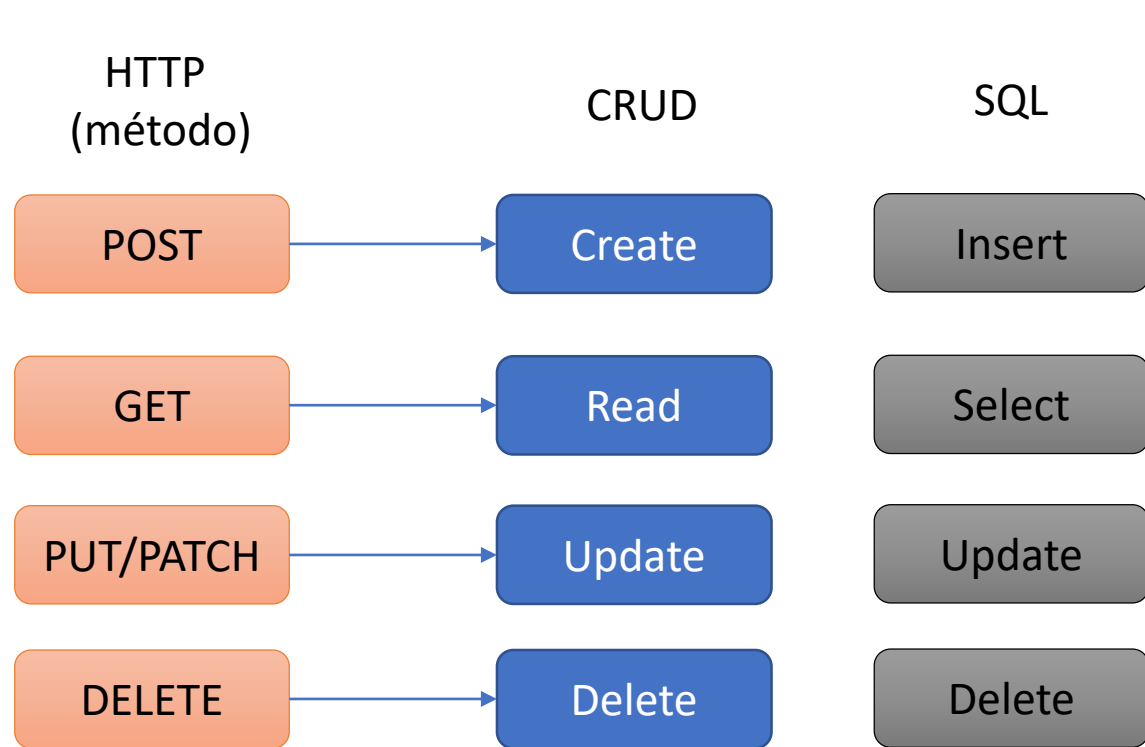 HTTP
(método)
CRUD
SQL
POST
Create
Insert
GET
Read
Select
PUT/PATCH
Update
Update
DELETE
Delete
Delete